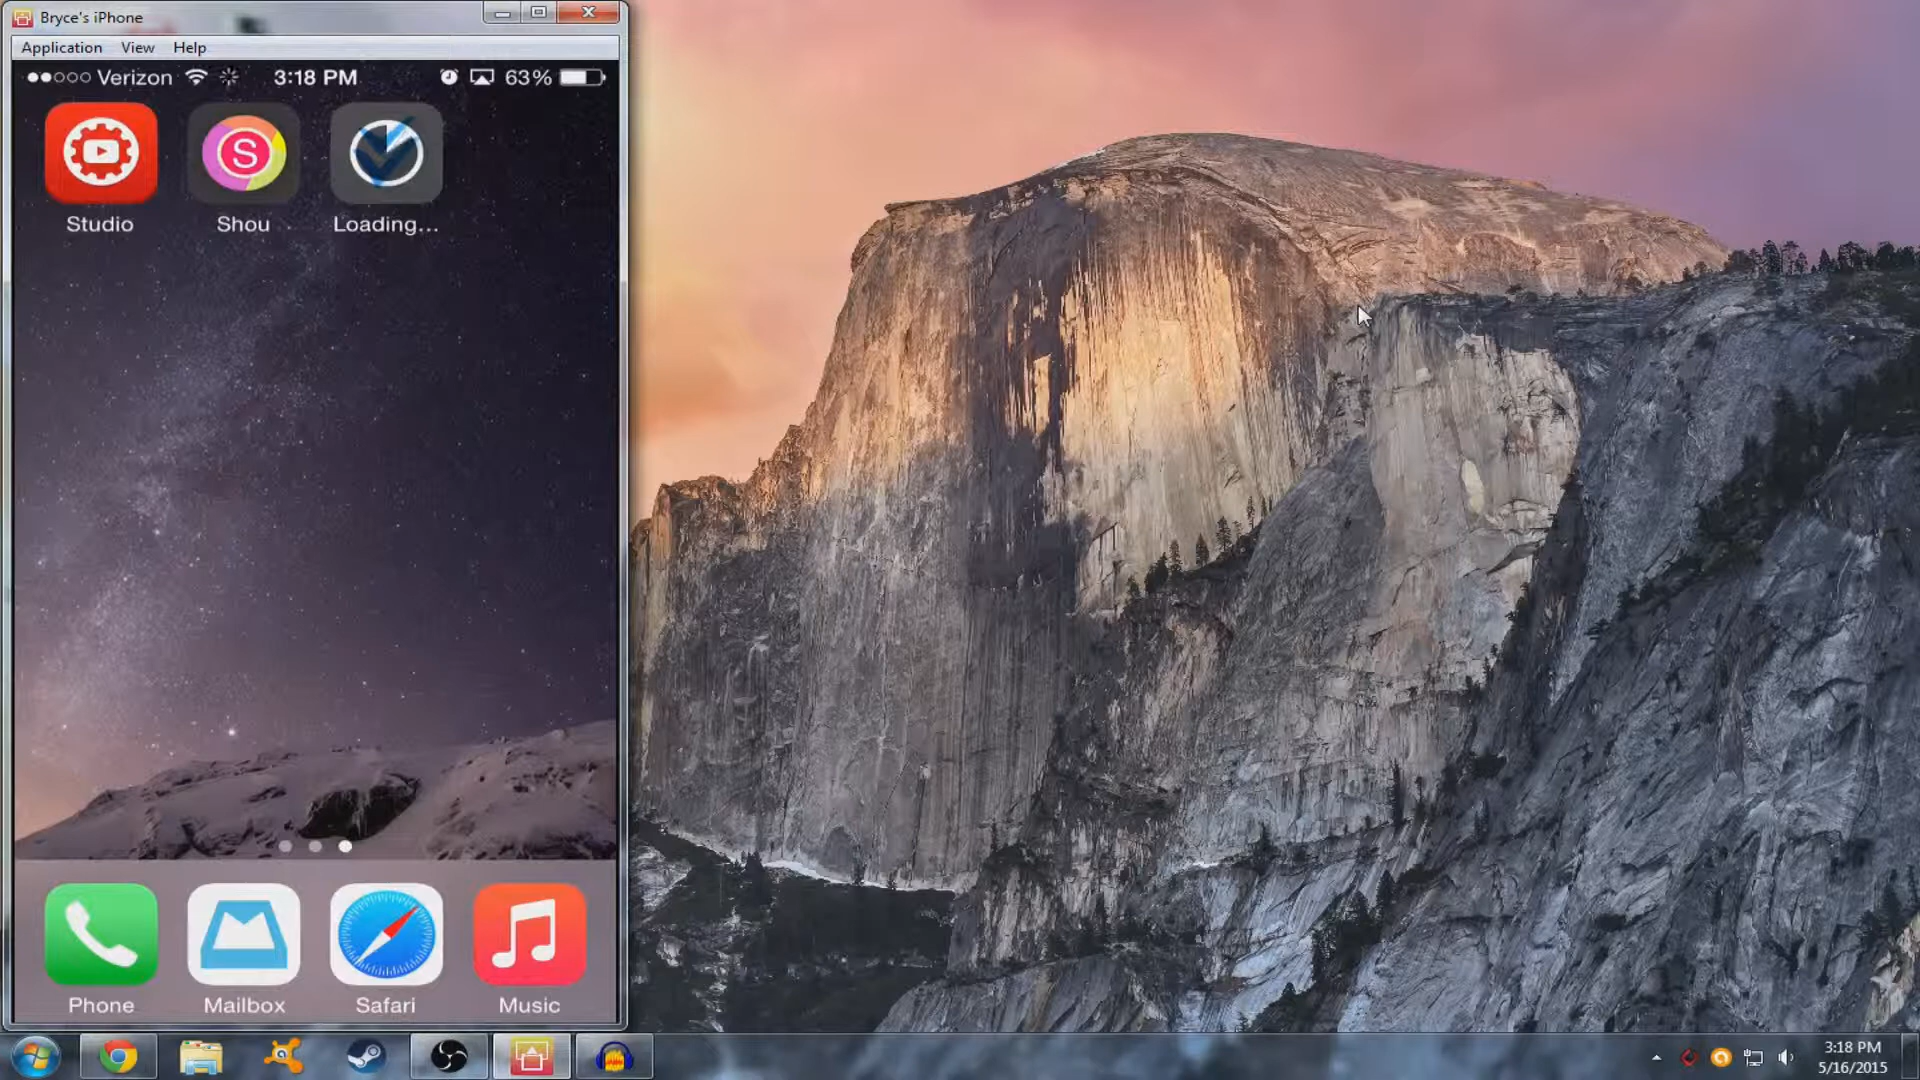 Bryce's iPhone
Application View Help
Verizon 3:18 PM 63%
Studio Shou Loading...
Phone Mailbox Safari Music
3:18 PM
5/16/2015